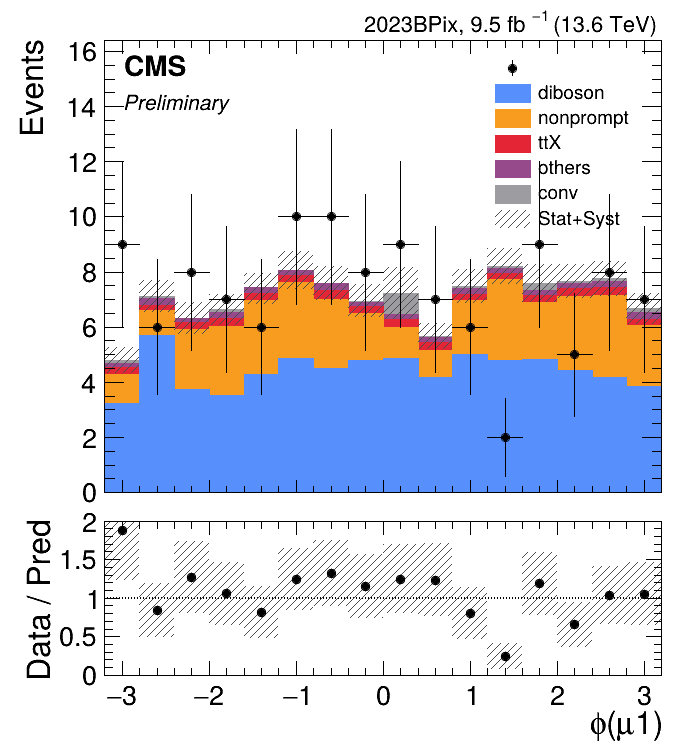 2023BPix, 9.5 fb⁻¹ (13.6 TeV)
Events
16
14
12
10
8
6
4
2
0
CMS
Preliminary
diboson
nonprompt
ttX
others
conv
Stat+Syst
Data / Pred
2
1.5
1
0.5
0
−3 −2 −1 0 1 2 3
ϕ(μ1)